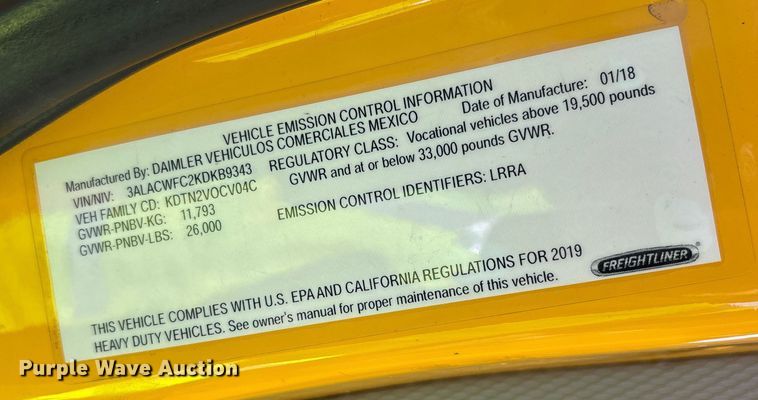 VEHICLE EMISSION CONTROL INFORMATION
Manufactured By: DAIMLER VEHICULOS COMERCIALES MEXICO Date of Manufacture: 01/18
VIN/NIV: 3ALACWFC2KDKB9343 REGULATORY CLASS: Vocational vehicles above 19,500 pounds
VEH FAMILY CD: KDTN2VOCV04C GVWR and at or below 33,000 pounds GVWR.
GVWR-PNBV-KG: 11,793
GVWR-PNBV-LBS: 26,000 EMISSION CONTROL IDENTIFIERS: LRRA
THIS VEHICLE COMPLIES WITH U.S. EPA AND CALIFORNIA REGULATIONS FOR 2019
HEAVY DUTY VEHICLES. See owner's manual for proper maintenance of this vehicle.
FREIGHTLINER
Purple Wave Auction